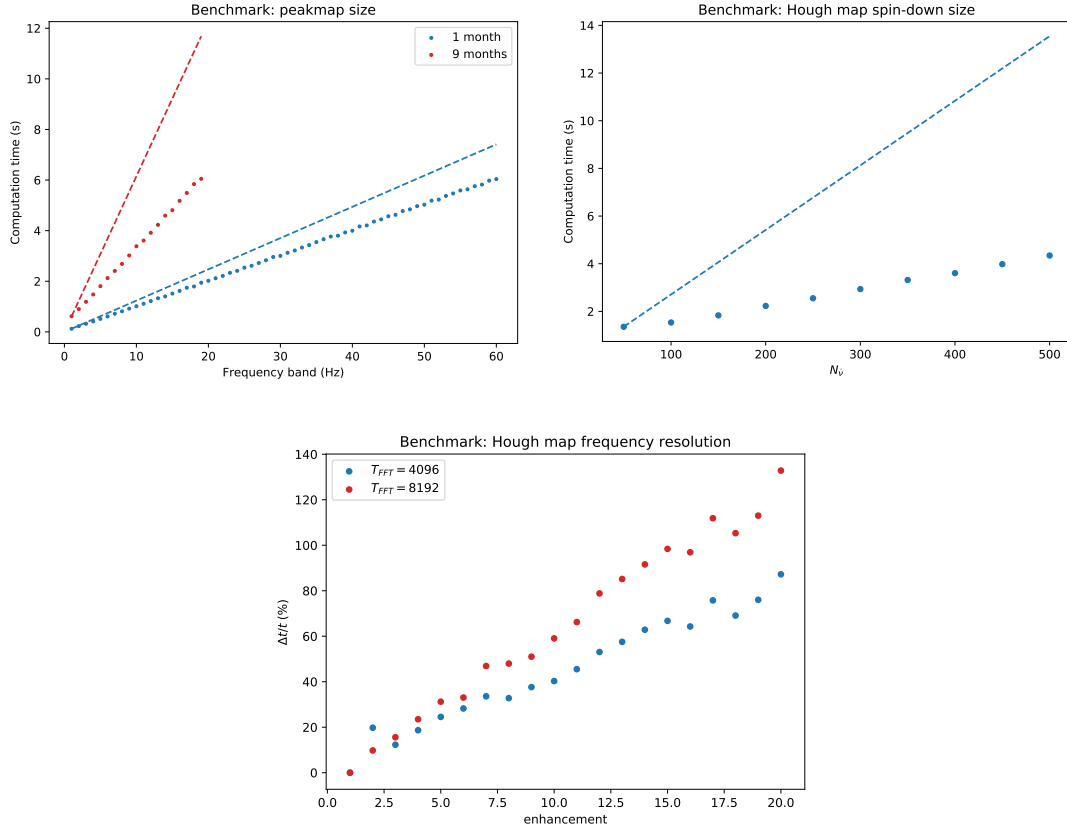 Benchmark: peakmap size
12
10
8
6
4
2
0
Computation time (s)
1 month
9 months
0 10 20 30 40 50 60
Frequency band (Hz)
Benchmark: Hough map spin-down size
14
12
10
8
6
4
2
Computation time (s)
100 200 300 400 500
N_ν̇
Benchmark: Hough map frequency resolution
140
120
100
80
60
40
20
0
Δt/t (%)
T_FFT = 4096
T_FFT = 8192
0.0 2.5 5.0 7.5 10.0 12.5 15.0 17.5 20.0
enhancement